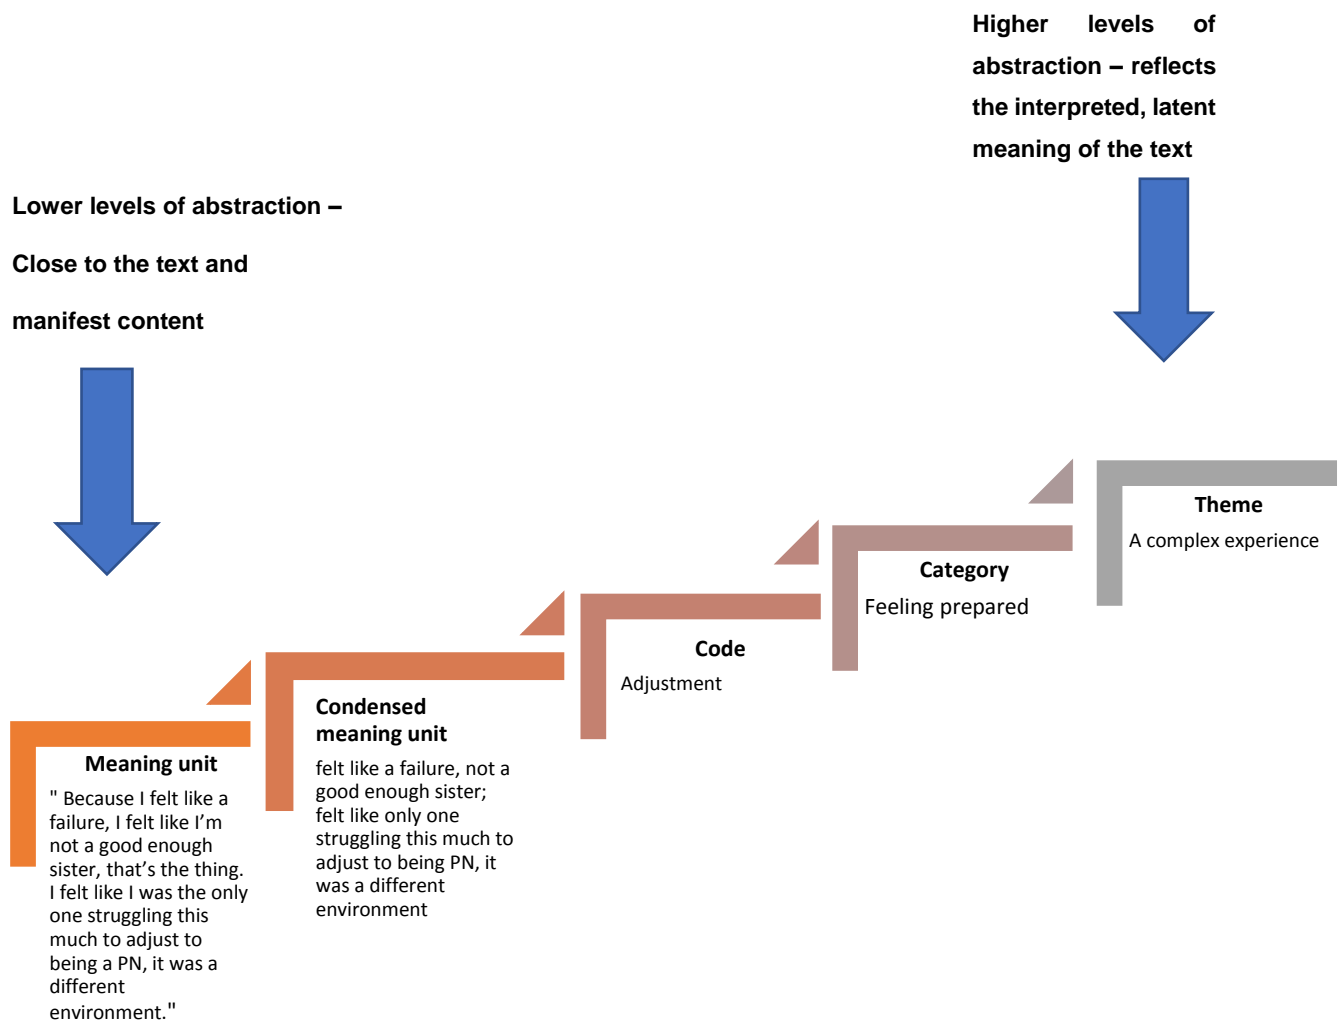 Higher levels of
abstraction – reflects
the interpreted, latent
meaning of the text
Lower levels of abstraction –
Close to the text and
manifest content
Theme
A complex experience
Category
Feeling prepared
Code
Adjustment
Condensed
meaning unit
felt like a failure, not a
good enough sister;
felt like only one
struggling this much to
adjust to being PN, it
was a different
environment
Meaning unit
" Because I felt like a
failure, I felt like I’m
not a good enough
sister, that’s the thing.
I felt like I was the only
one struggling this
much to adjust to
being a PN, it was a
different
environment."